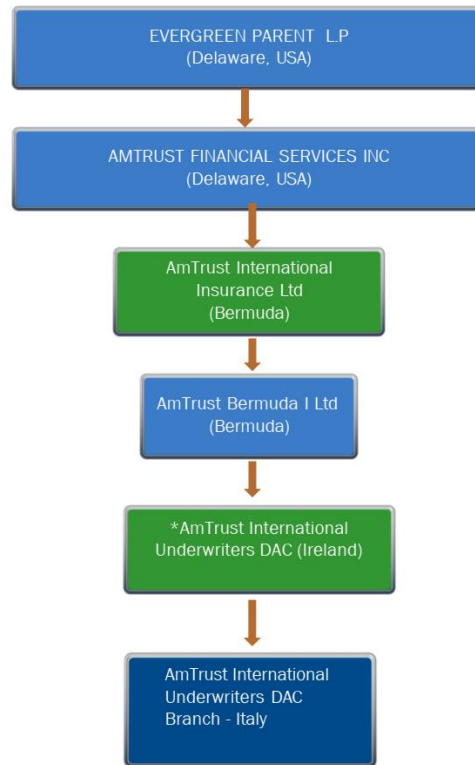 EVERGREEN PARENT L.P
(Delaware, USA)
AMTRUST FINANCIAL SERVICES INC
(Delaware, USA)
AmTrust International
Insurance Ltd
(Bermuda)
AmTrust Bermuda I Ltd
(Bermuda)
*AmTrust International
Underwriters DAC (Ireland)
AmTrust International
Underwriters DAC
Branch - Italy